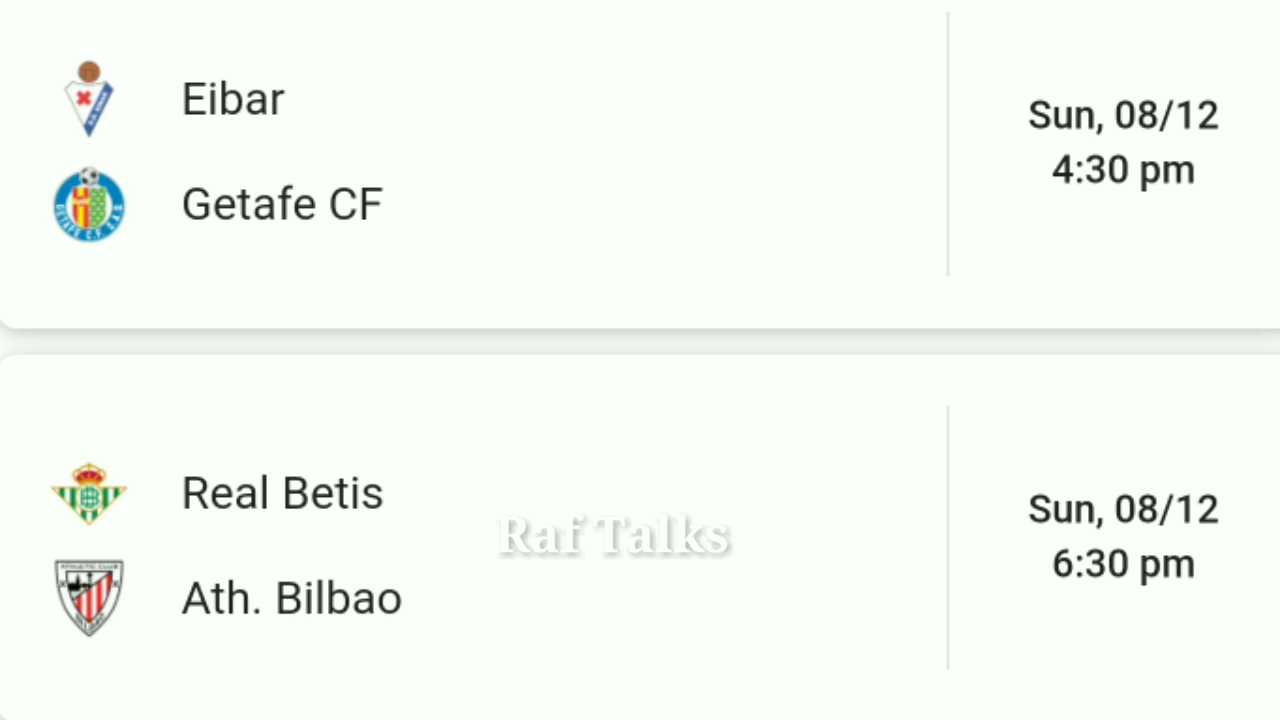 Eibar
Getafe CF
Sun, 08/12
4:30 pm
Real Betis
Ath. Bilbao
Sun, 08/12
6:30 pm
Raf Talks